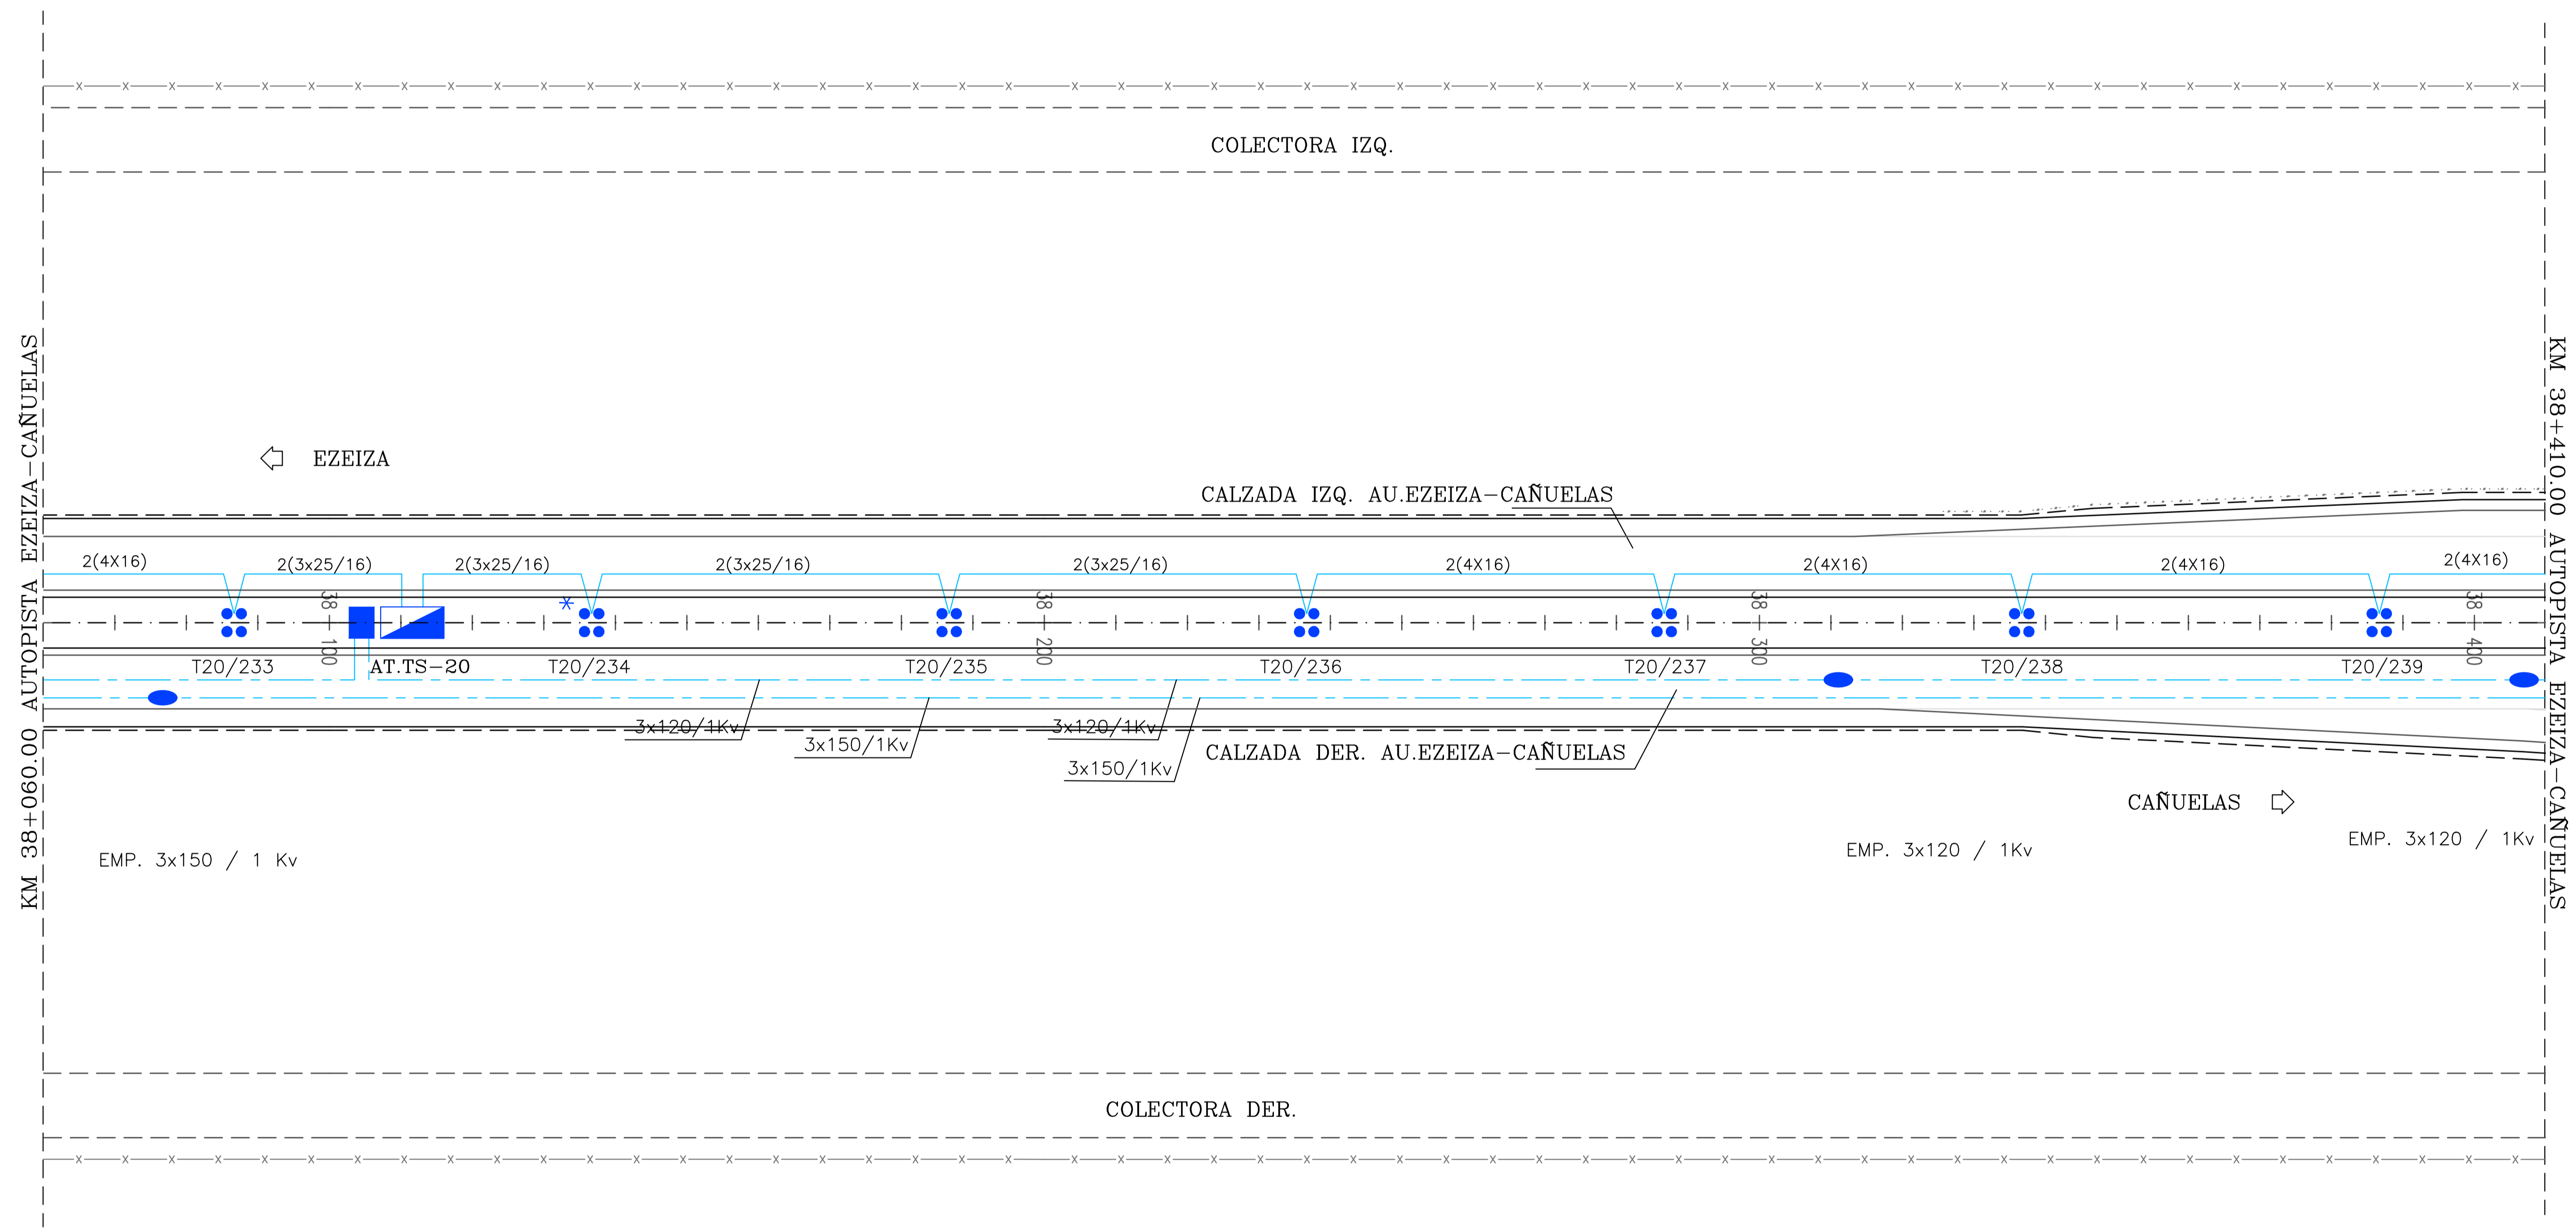 COLECTORA IZQ.
KM 38+060.00 AUTOPISTA EZEIZA-CAÑUELAS
KM 38+410.00 AUTOPISTA EZEIZA-CAÑUELAS
EZEIZA
CALZADA IZQ. AU.EZEIZA-CAÑUELAS
2(4X16)
2(3x25/16)
2(3x25/16)
2(3x25/16)
2(3x25/16)
2(4X16)
2(4X16)
2(4X16)
2(4X16)
38
100
38
200
38
300
38
400
T20/233
AT.TS-20
T20/234
T20/235
T20/236
T20/237
T20/238
T20/239
3x120/1Kv
3x150/1Kv
3x120/1Kv
3x150/1Kv
CALZADA DER. AU.EZEIZA-CAÑUELAS
CAÑUELAS
EMP. 3x150 / 1 Kv
EMP. 3x120 / 1Kv
EMP. 3x120 / 1Kv
COLECTORA DER.